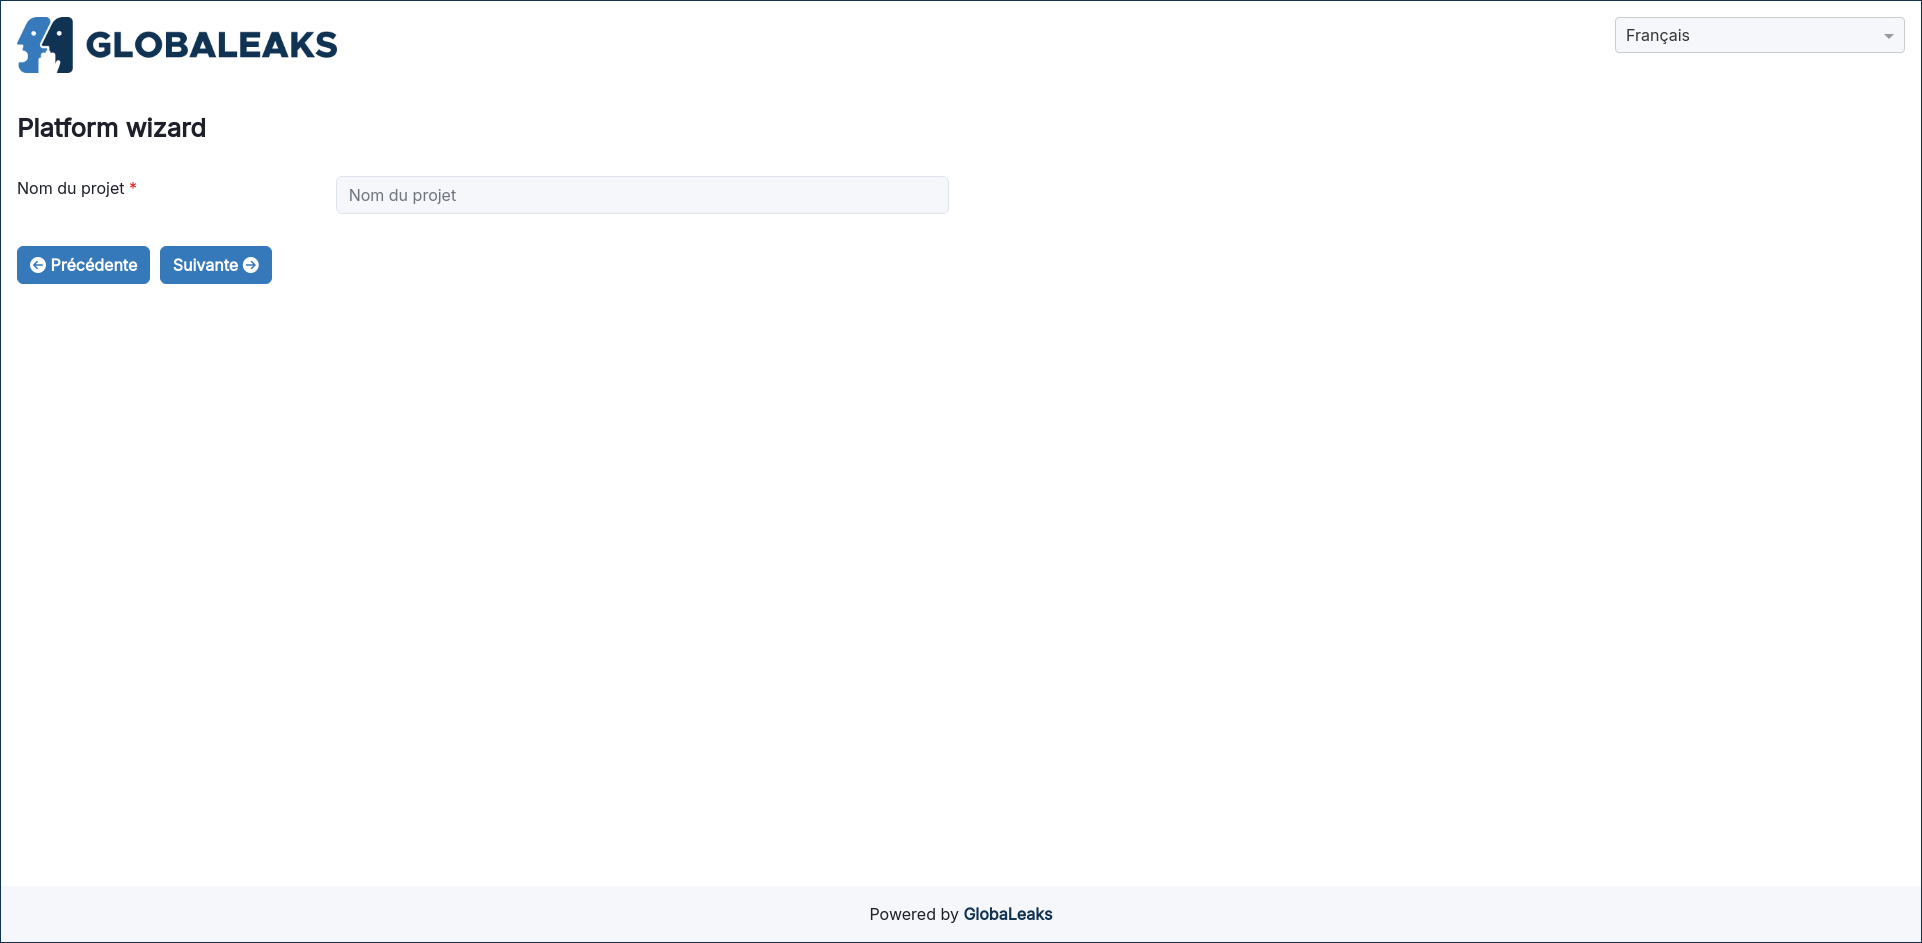 GLOBALEAKS
Français
Platform wizard
Nom du projet *
Nom du projet
Précédente
Suivante
Powered by GlobaLeaks